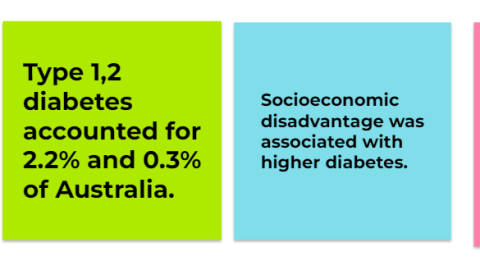 Type 1,2
diabetes
accounted for
2.2% and 0.3%
of Australia.
Socioeconomic
disadvantage was
associated with
higher diabetes.